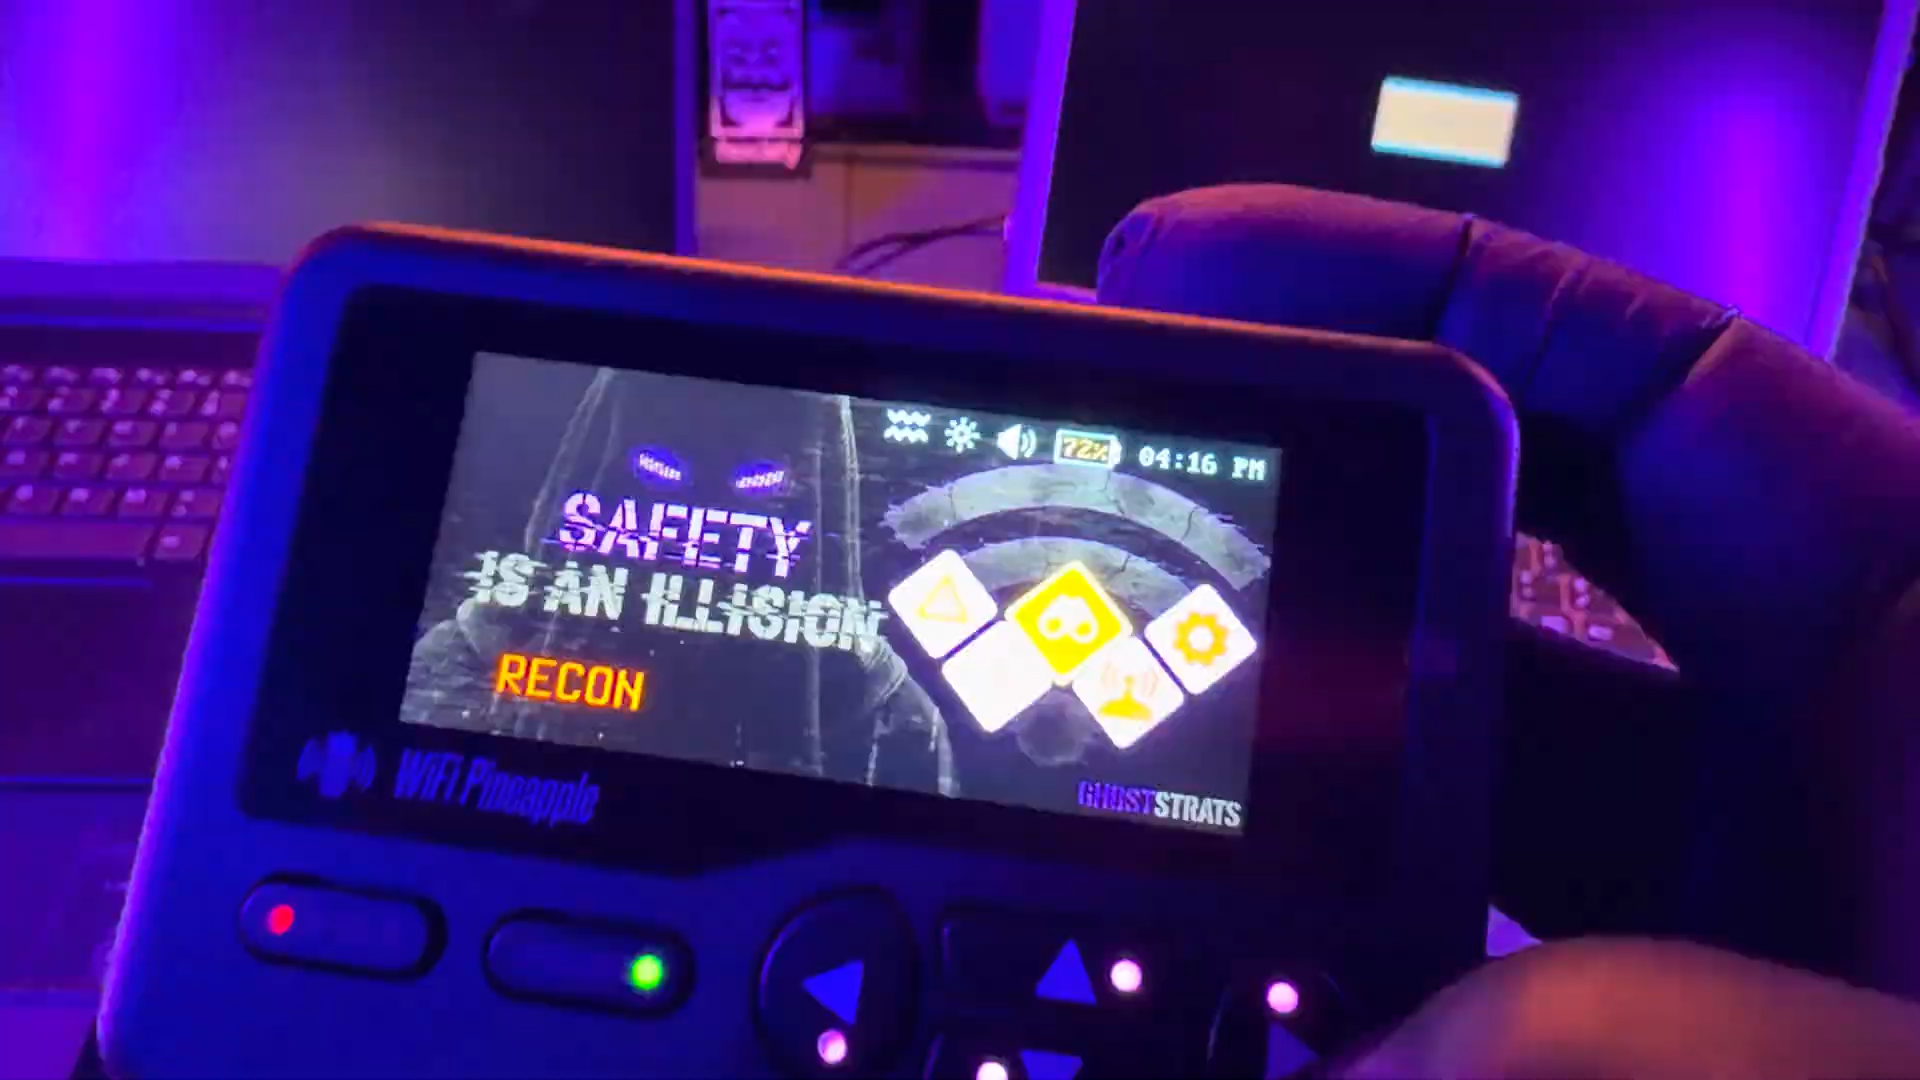 72% 04:16 PM
SAFETY
IS AN ILLISION
RECON
GHOSTSTRATS
WiFi Pineapple